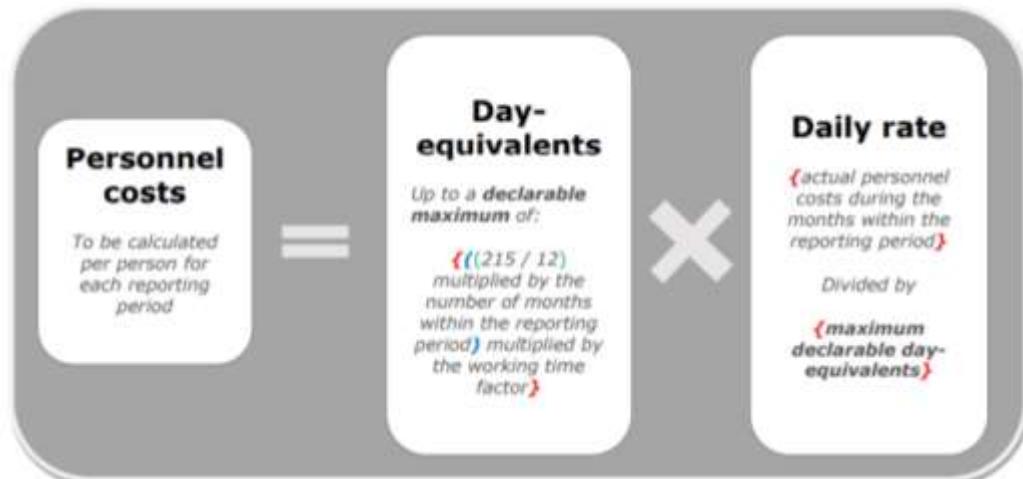 Personnel
costs
To be calculated
per person for
each reporting
period
=
Day-
equivalents
Up to a declarable
maximum of:
{((215 / 12)
multiplied by the
number of months
within the reporting
period) multiplied by
the working time
factor}
×
Daily rate
{actual personnel
costs during the
months within the
reporting period}
Divided by
{maximum
declarable day-
equivalents}